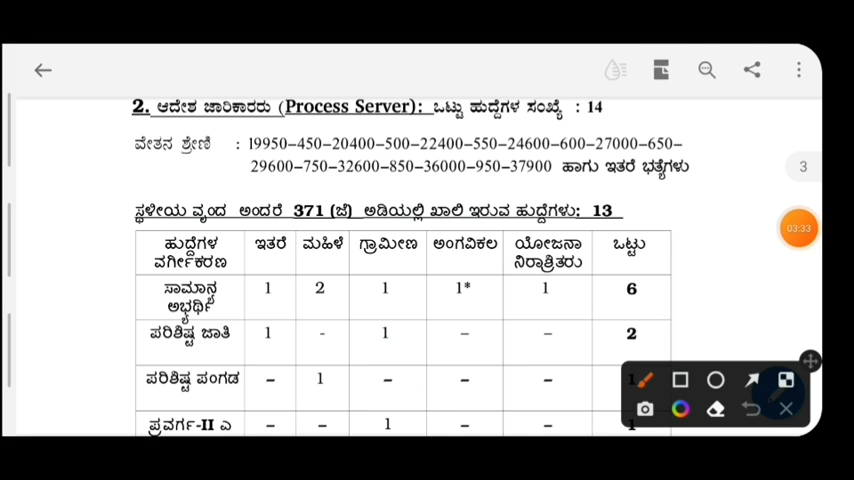 2. ಆದೇಶ ಜಾರಿಕಾರರು (Process Server): ಒಟ್ಟು ಹುದ್ದೆಗಳ ಸಂಖ್ಯೆ : 14
ವೇತನ ಶ್ರೇಣಿ : 19950-450-20400-500-22400-550-24600-600-27000-650-
29600-750-32600-850-36000-950-37900 ಹಾಗು ಇತರೆ ಭತ್ಯೆಗಳು
3
03:33
ಸ್ಥಳೀಯ ವೃಂದ ಅಂದರೆ 371 (ಜೆ) ಅಡಿಯಲ್ಲಿ ಖಾಲಿ ಇರುವ ಹುದ್ದೆಗಳು: 13
ಹುದ್ದೆಗಳ ವರ್ಗೀಕರಣ ಇತರೆ ಮಹಿಳೆ ಗ್ರಾಮೀಣ ಅಂಗವಿಕಲ ಯೋಜನಾ ನಿರಾಶ್ರಿತರು ಒಟ್ಟು
ಸಾಮಾನ್ಯ ಅಭ್ಯರ್ಥಿ 1 2 1 1* 1 6
ಪರಿಶಿಷ್ಟ ಜಾತಿ 1 - 1 – – 2
ಪರಿಶಿಷ್ಟ ಪಂಗಡ – 1 – – – 1
ಪ್ರವರ್ಗ-II ಎ – – 1 – – 1